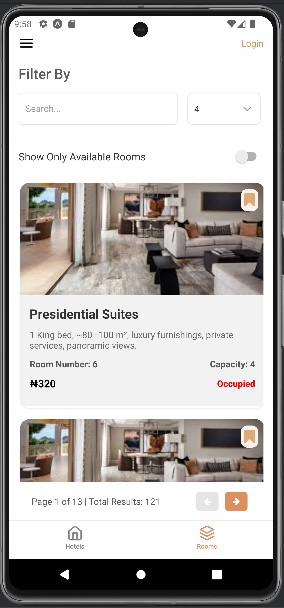 9:58
Login
Filter By
Search...
4
Show Only Available Rooms
Presidential Suites
1 King bed, ~80–100 m², luxury furnishings, private
services, panoramic views.
Room Number: 6 Capacity: 4
₦320 Occupied
Page 1 of 13 | Total Results: 121
Hotels Rooms